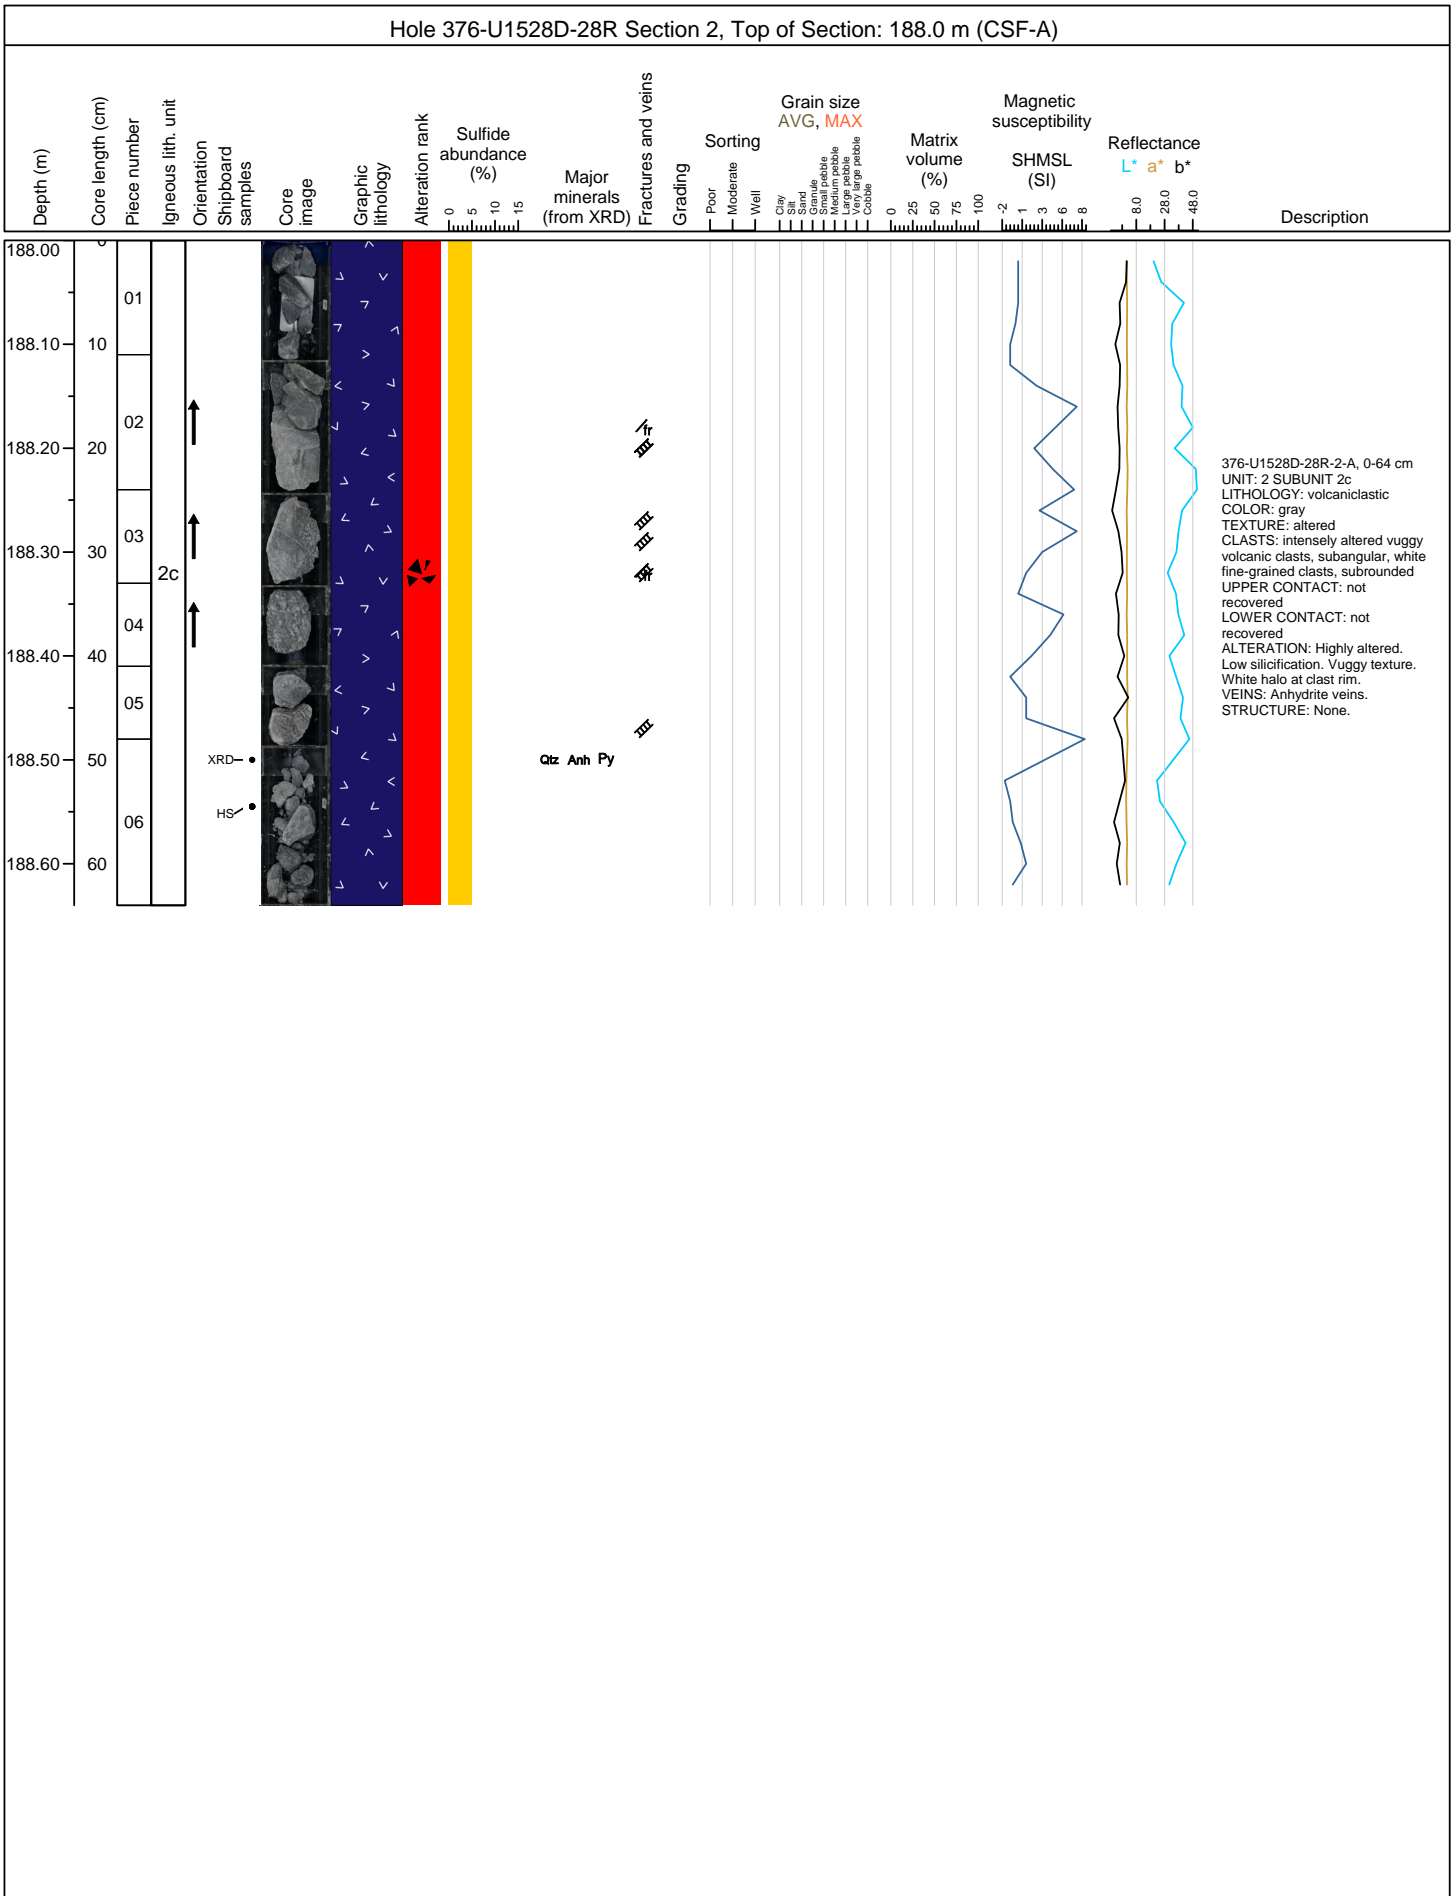 Hole 376-U1528D-28R Section 2, Top of Section: 188.0 m (CSF-A)
Depth (m)
Core length (cm)
Piece number
Igneous lith. unit
Orientation
Shipboard
samples
Core
image
Graphic
lithology
Alteration rank
Sulfide
abundance
(%)
0 5 10 15
Major
minerals
(from XRD)
Fractures and veins
Grading
Sorting
Poor
Moderate
Well
Grain size
AVG, MAX
Clay
Silt
Sand
Granule
Small pebble
Medium pebble
Large pebble
Very large pebble
Cobble
Matrix
volume
(%)
0 25 50 75 100
Magnetic
susceptibility
SHMSL
(SI)
-2 1 3 6 8
Reflectance
L* a* b*
8.0 28.0 48.0
Description
188.00 0
01
188.10 10
02
fr
188.20 20
03
188.30 30
2c
04
188.40 40
05
188.50 50
XRD
Qtz Anh Py
HS
06
188.60 60
376-U1528D-28R-2-A, 0-64 cm
UNIT: 2 SUBUNIT 2c
LITHOLOGY: volcaniclastic
COLOR: gray
TEXTURE: altered
CLASTS: intensely altered vuggy
volcanic clasts, subangular, white
fine-grained clasts, subrounded
UPPER CONTACT: not
recovered
LOWER CONTACT: not
recovered
ALTERATION: Highly altered.
Low silicification. Vuggy texture.
White halo at clast rim.
VEINS: Anhydrite veins.
STRUCTURE: None.